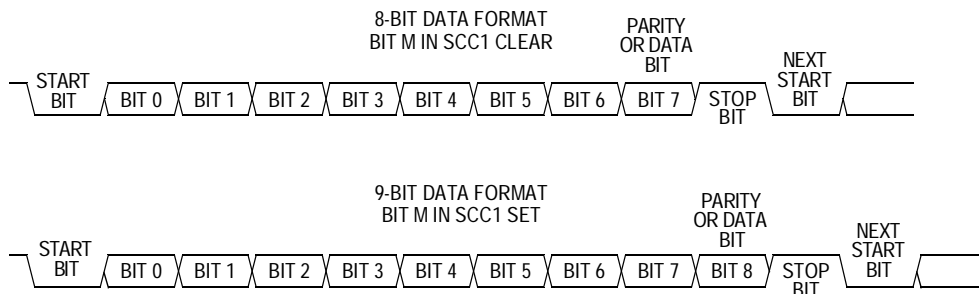 8-BIT DATA FORMAT
BIT M IN SCC1 CLEAR
PARITY
OR DATA
BIT
START
BIT
BIT 0
BIT 1
BIT 2
BIT 3
BIT 4
BIT 5
BIT 6
BIT 7
STOP
BIT
NEXT
START
BIT
9-BIT DATA FORMAT
BIT M IN SCC1 SET
PARITY
OR DATA
BIT
START
BIT
BIT 0
BIT 1
BIT 2
BIT 3
BIT 4
BIT 5
BIT 6
BIT 7
BIT 8
STOP
BIT
NEXT
START
BIT